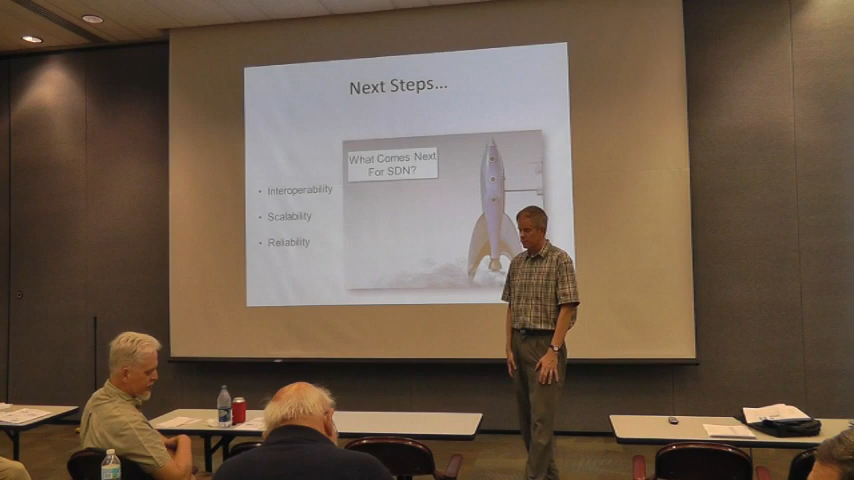 Next Steps...
What Comes Next
For SDN?
• Interoperability
• Scalability
• Reliability